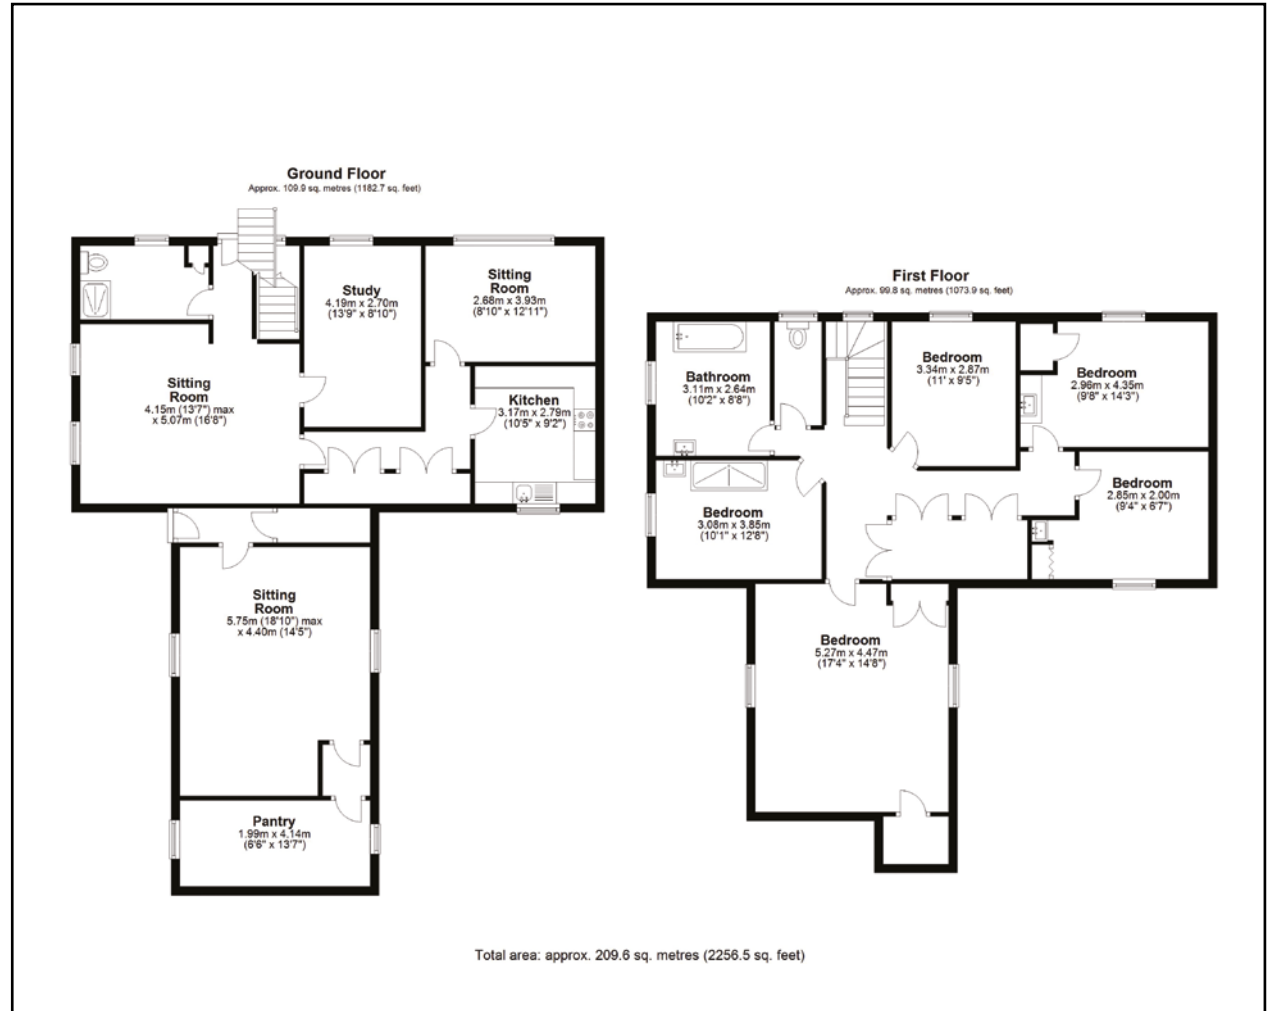 Ground Floor
Approx. 109.9 sq. metres (1182.7 sq. feet)
Study
4.19m x 2.70m
(13'9" x 8'10")
Sitting
Room
2.68m x 3.93m
(8'10" x 12'11")
Sitting
Room
4.15m (13'7") max
x 5.07m (16'8")
Kitchen
3.17m x 2.79m
(10'5" x 9'2")
Sitting
Room
5.75m (18'10") max
x 4.40m (14'5")
Pantry
1.99m x 4.14m
(6'6" x 13'7")
First Floor
Approx. 99.8 sq. metres (1073.9 sq. feet)
Bathroom
3.11m x 2.64m
(10'2" x 8'8")
Bedroom
3.34m x 2.87m
(11' x 9'5")
Bedroom
2.96m x 4.35m
(9'8" x 14'3")
Bedroom
3.08m x 3.85m
(10'1" x 12'8")
Bedroom
2.85m x 2.00m
(9'4" x 6'7")
Bedroom
5.27m x 4.47m
(17'4" x 14'8")
Total area: approx. 209.6 sq. metres (2256.5 sq. feet)